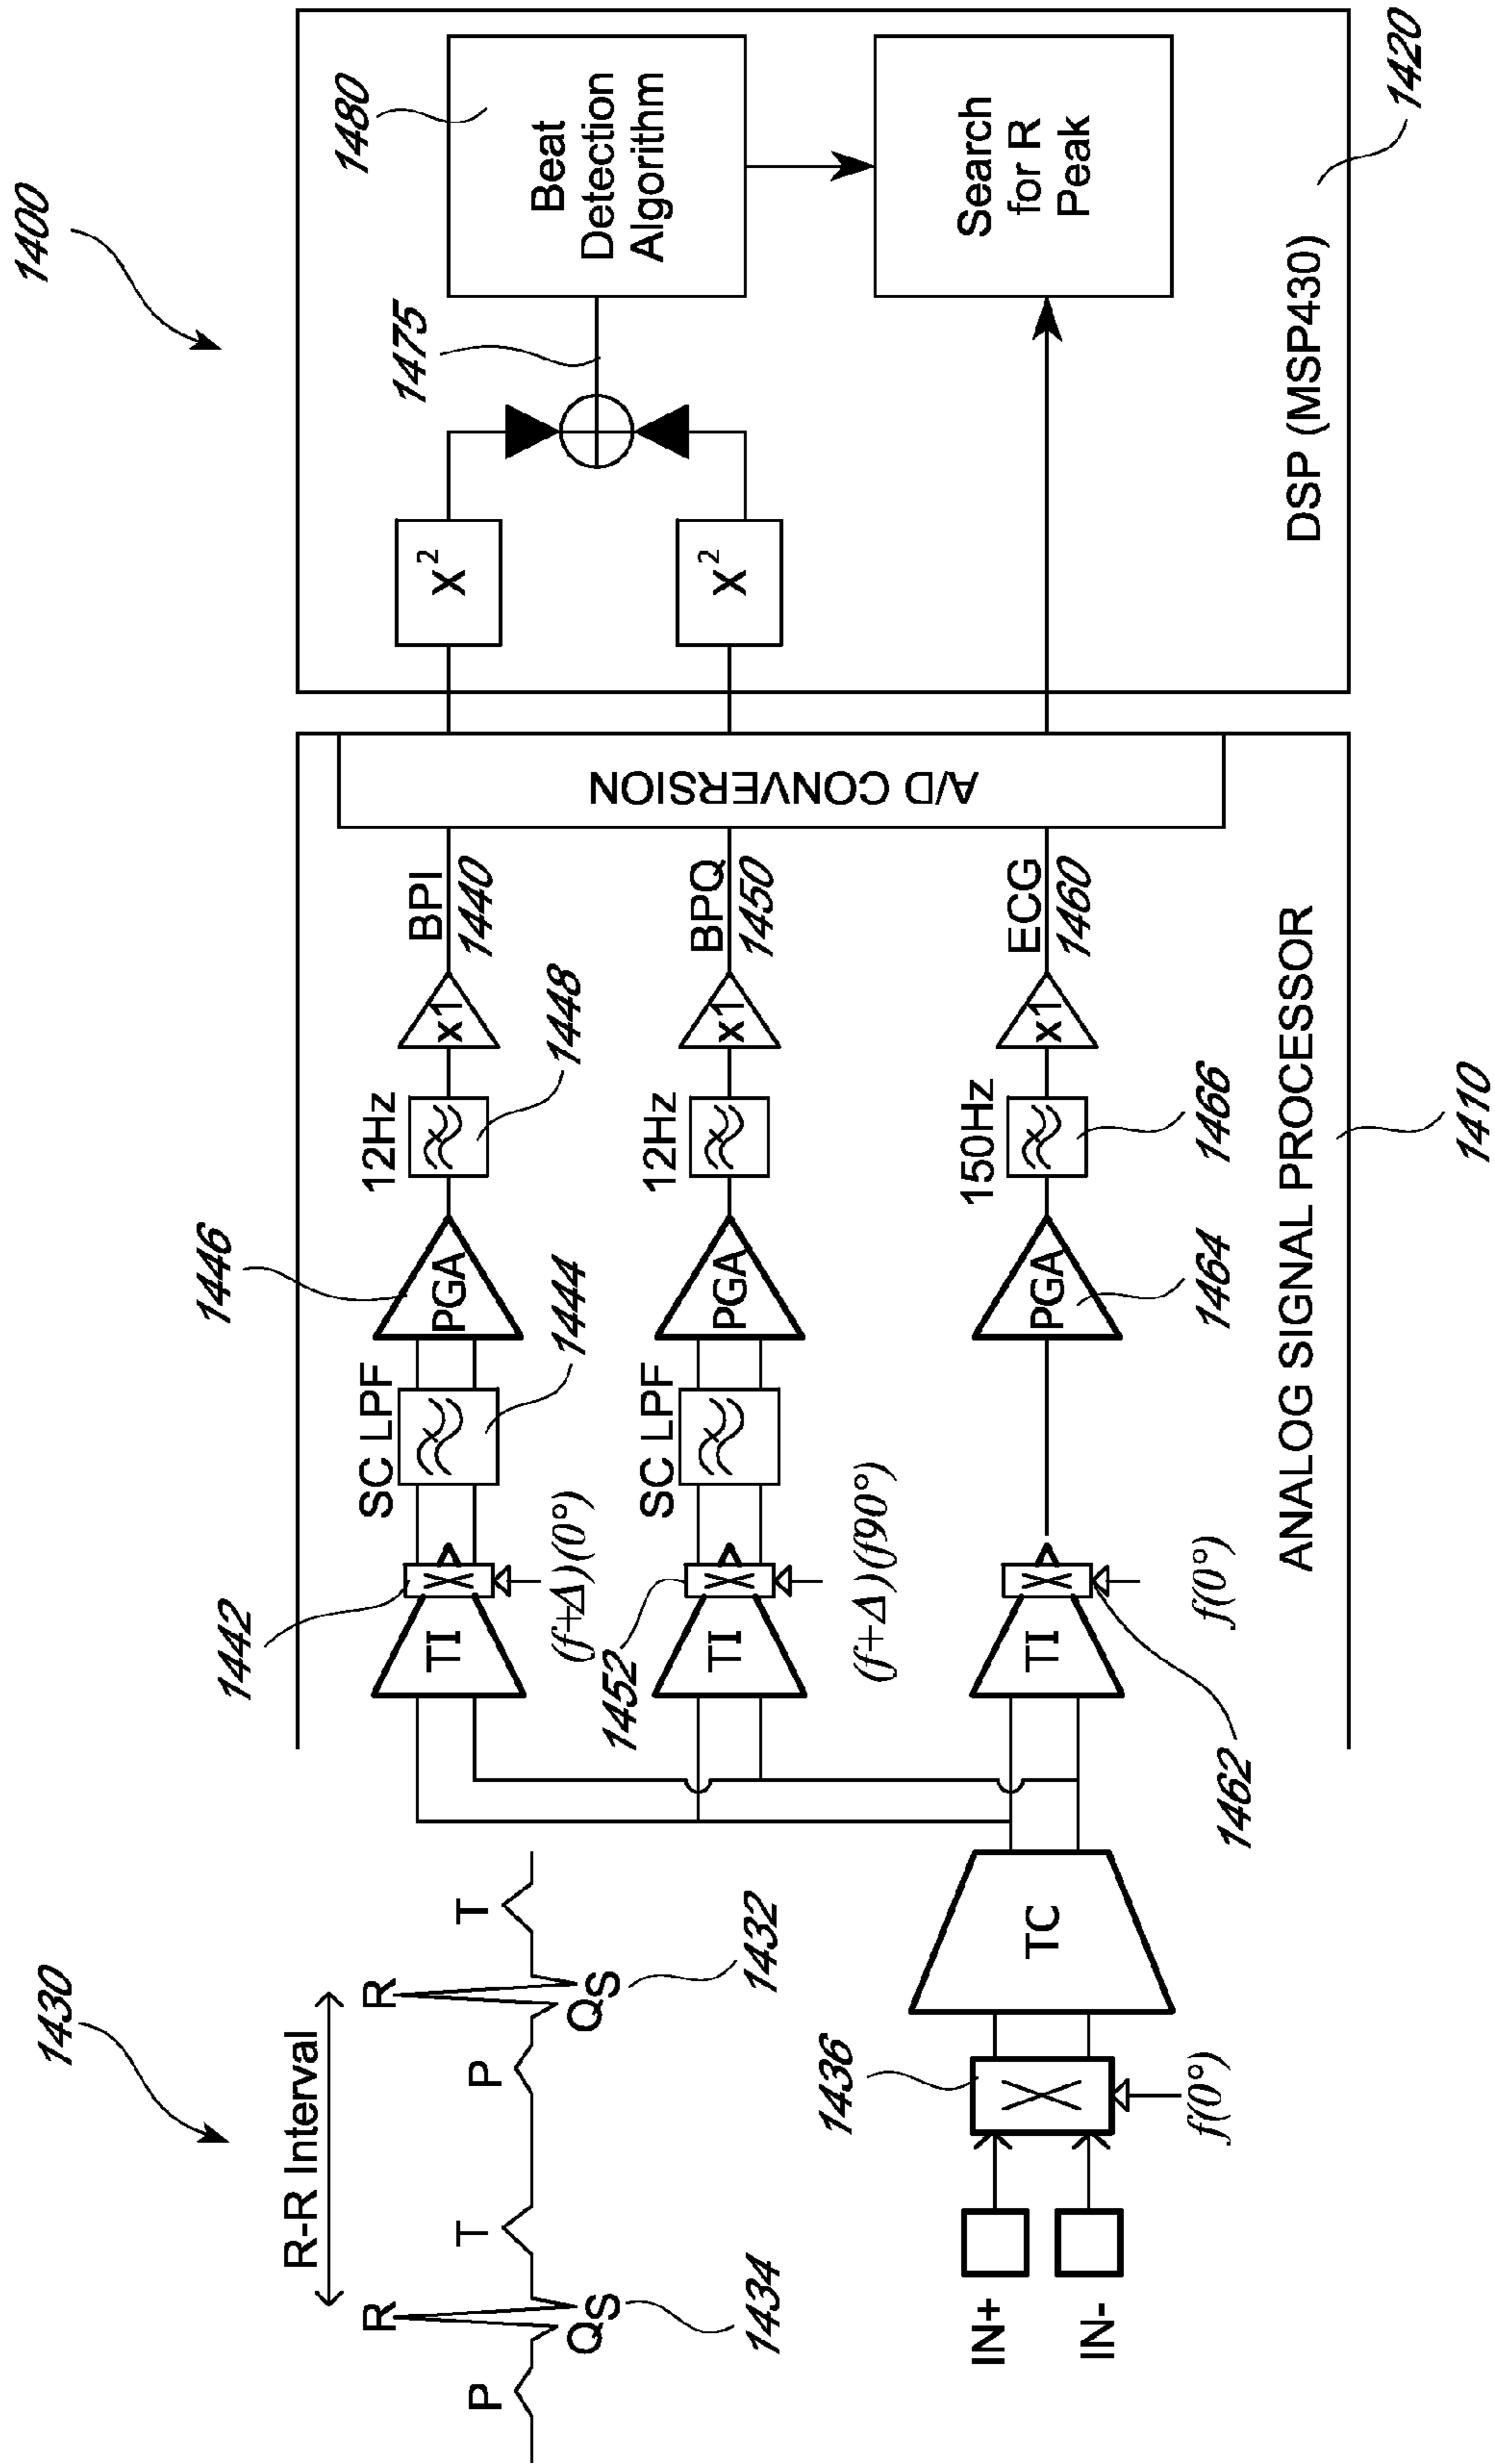 1400
1430
R-R Interval
R
R
P
T
P
T
QS
QS
1434
1432
IN+
IN-
1436
f(0°)
TC
1442
TI
(f+Δ)(0°)
SC LPF
1444
1446
PGA
12Hz
1448
x1
BPI
1440
1452
TI
(f+Δ)(f90°)
SC LPF
PGA
12Hz
x1
BPQ
1450
TI
1462
f(0°)
PGA
1464
150Hz
1466
x1
ECG
1460
A/D CONVERSION
ANALOG SIGNAL PROCESSOR
1410
x²
x²
1475
1480
Beat
Detection
Algorithm
Search
for R
Peak
DSP (MSP430)
1420